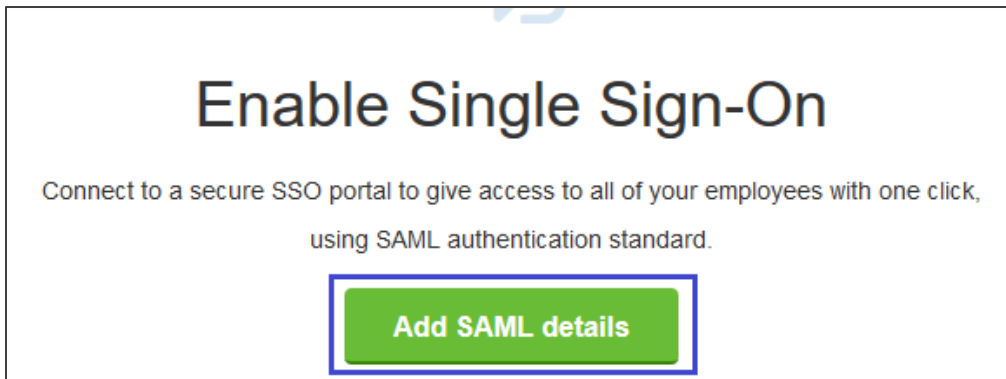 Enable Single Sign-On
Connect to a secure SSO portal to give access to all of your employees with one click,
using SAML authentication standard.
Add SAML details